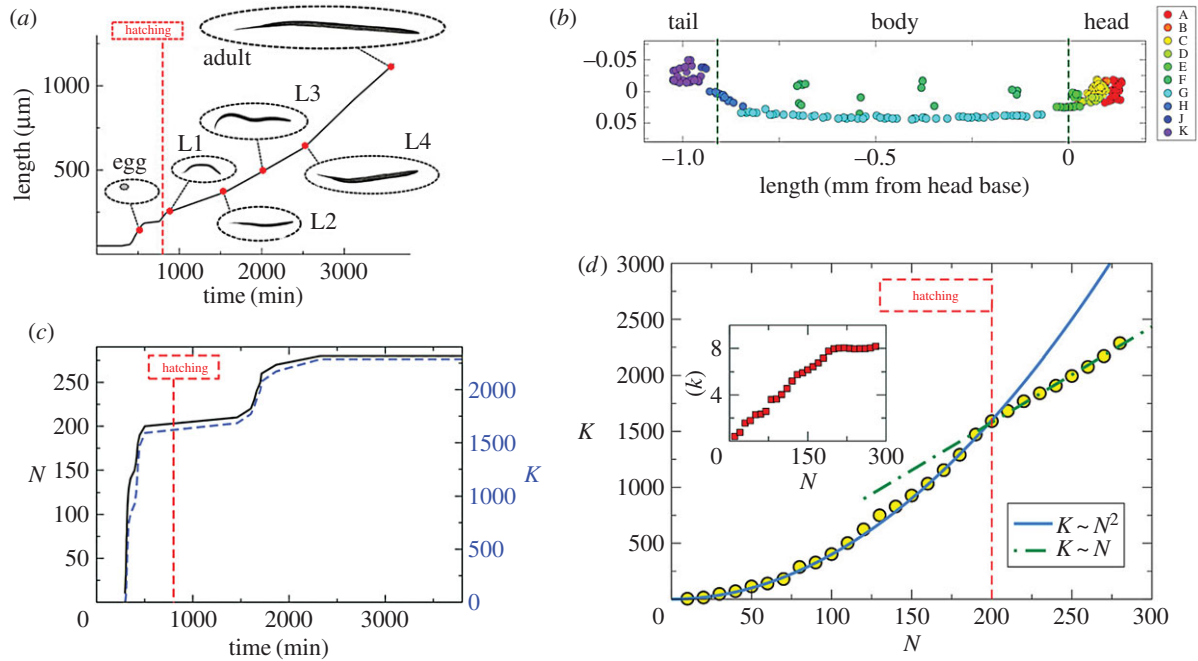 (a)
hatching
adult
1000
500
length (µm)
egg
L1
L3
L4
L2
1000 2000 3000
time (min)
(b)
tail body head
−0.05
0
0.05
−1.0 −0.5 0
length (mm from head base)
A
B
C
D
E
F
G
H
J
K
(c)
hatching
250
200
150
100
50
0
N
2000
1500
1000
500
0
K
0 1000 2000 3000
time (min)
(d)
3000
2500
2000
1500
1000
500
0
K
hatching
8
4
0
⟨k⟩
150 300
N
K ~ N²
K ~ N
0 50 100 150 200 250 300
N